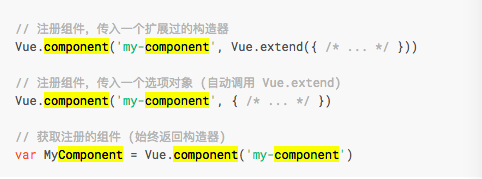 // 注册组件，传入一个扩展过的构造器
Vue.component('my-component', Vue.extend({ /* ... */ }))
// 注册组件，传入一个选项对象 (自动调用 Vue.extend)
Vue.component('my-component', { /* ... */ })
// 获取注册的组件 (始终返回构造器)
var MyComponent = Vue.component('my-component')